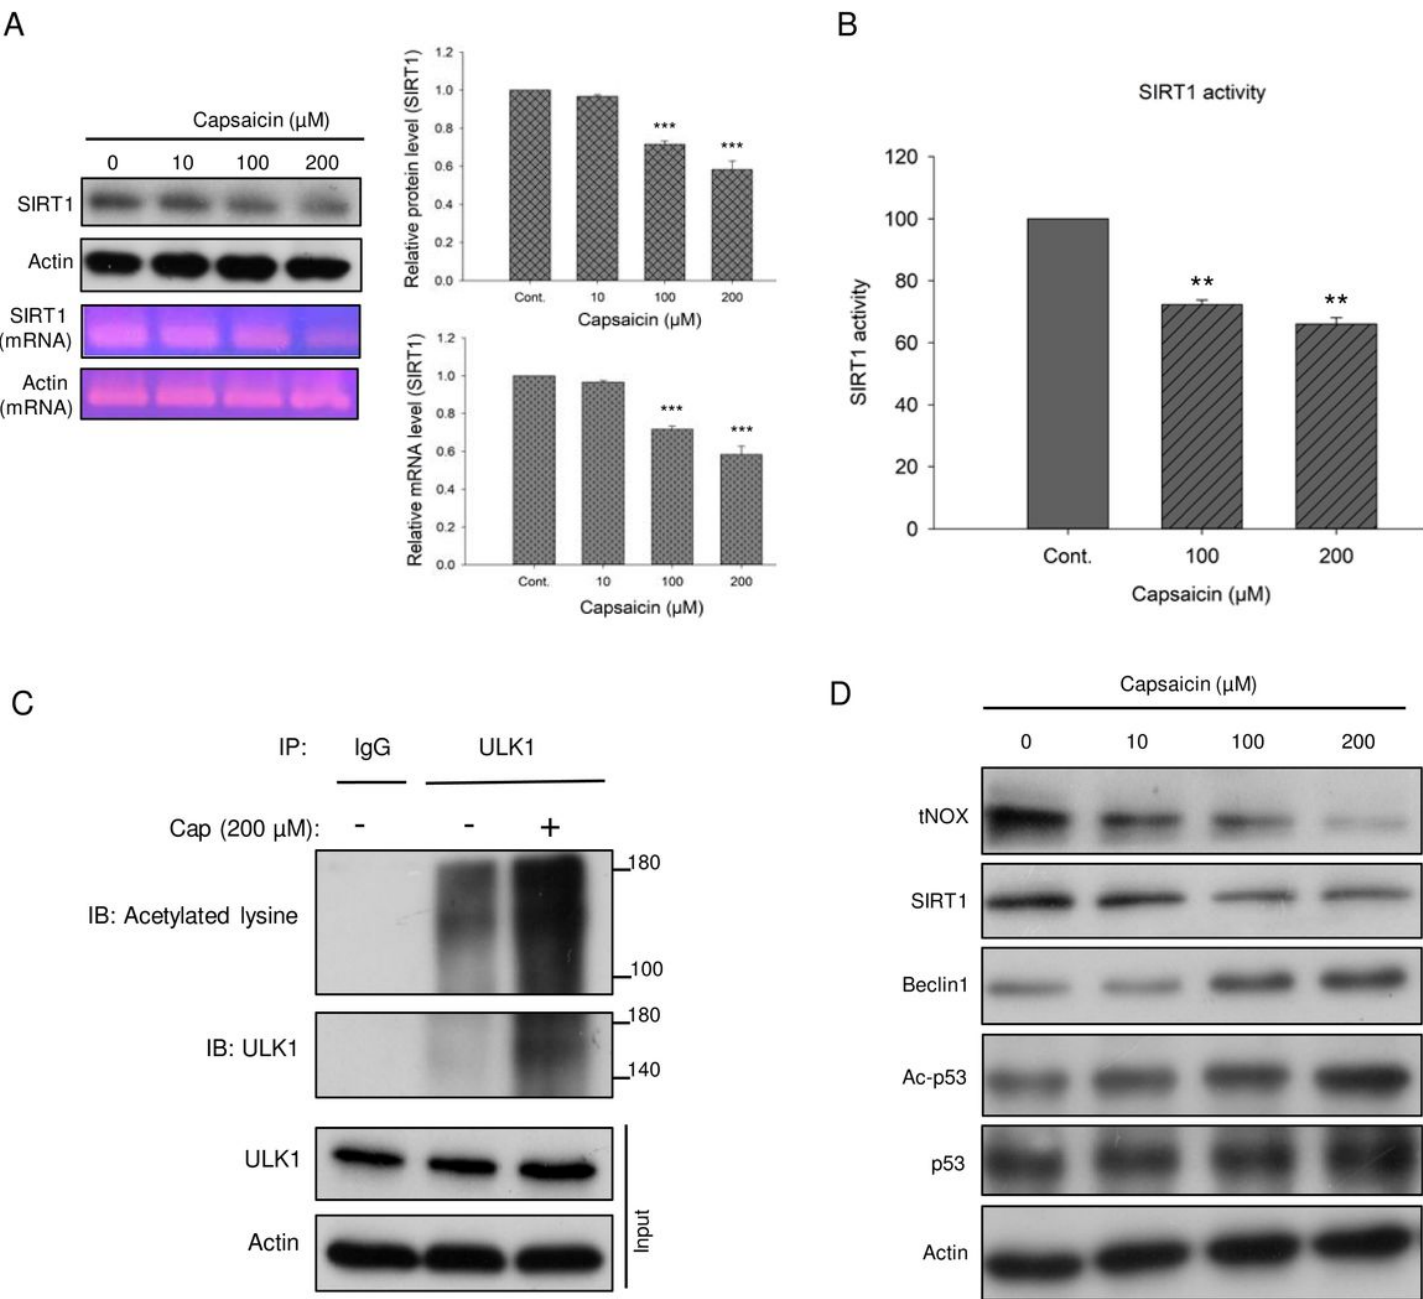 A
Capsaicin (µM)
0 10 100 200
SIRT1
Actin
SIRT1
(mRNA)
Actin
(mRNA)
Relative protein level (SIRT1)
1.2
1.0
0.8
0.6
0.4
0.2
0.0
***
***
Cont. 10 100 200
Capsaicin (µM)
Relative mRNA level (SIRT1)
1.2
1.0
0.8
0.6
0.4
0.2
0.0
***
***
Cont. 10 100 200
Capsaicin (µM)
B
SIRT1 activity
SIRT1 activity
120
100
80
60
40
20
0
**
**
Cont. 100 200
Capsaicin (µM)
C
IP: IgG ULK1
Cap (200 µM): - - +
IB: Acetylated lysine
180
100
IB: ULK1
180
140
ULK1
Actin
Input
D
Capsaicin (µM)
0 10 100 200
tNOX
SIRT1
Beclin1
Ac-p53
p53
Actin